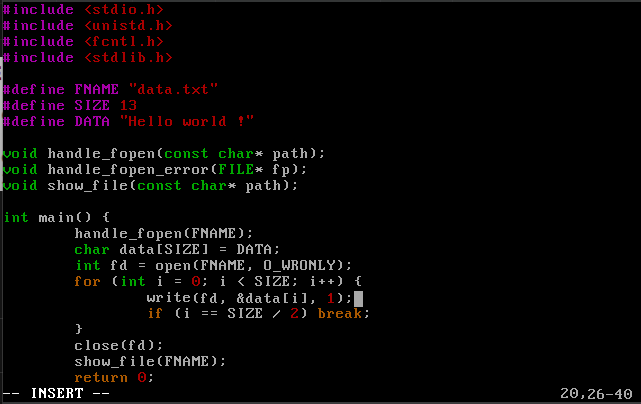 #include <stdio.h>
#include <unistd.h>
#include <fcntl.h>
#include <stdlib.h>

#define FNAME "data.txt"
#define SIZE 13
#define DATA "Hello world !"

void handle_fopen(const char* path);
void handle_fopen_error(FILE* fp);
void show_file(const char* path);

int main() {
        handle_fopen(FNAME);
        char data[SIZE] = DATA;
        int fd = open(FNAME, O_WRONLY);
        for (int i = 0; i < SIZE; i++) {
                write(fd, &data[i], 1);
                if (i == SIZE / 2) break;
        }
        close(fd);
        show_file(FNAME);
        return 0;
-- INSERT -- 20,26-40